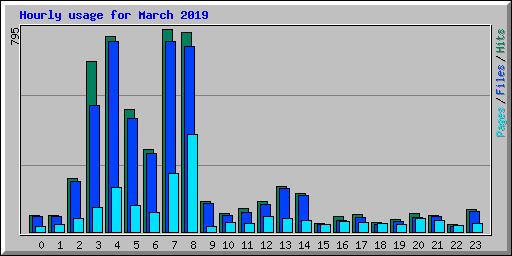 Hourly usage for March 2019
795
Pages / Files / Hits
0 1 2 3 4 5 6 7 8 9 10 11 12 13 14 15 16 17 18 19 20 21 22 23